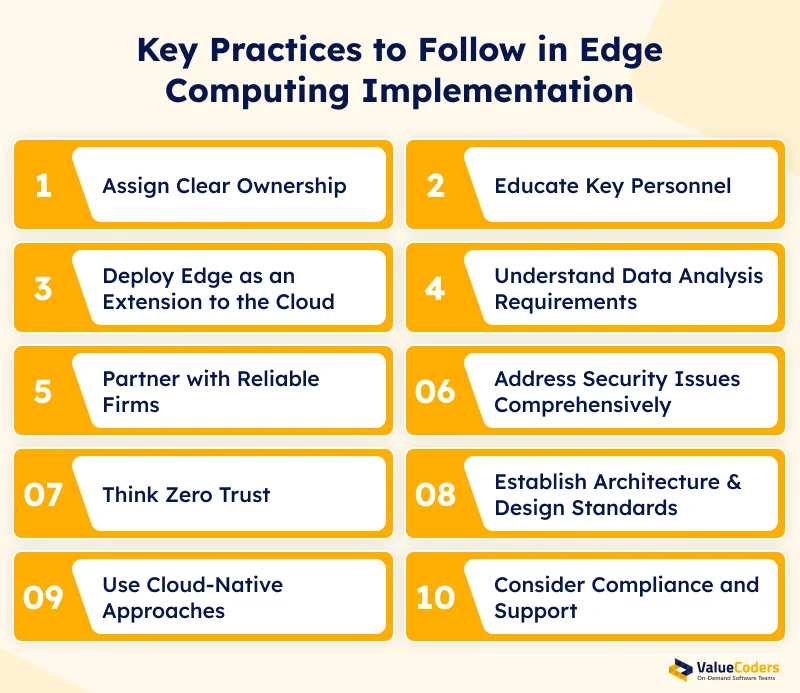 Key Practices to Follow in Edge
Computing Implementation
1
Assign Clear Ownership
2
Educate Key Personnel
3
Deploy Edge as an
Extension to the Cloud
4
Understand Data Analysis
Requirements
5
Partner with Reliable
Firms
06
Address Security Issues
Comprehensively
07
Think Zero Trust
08
Establish Architecture &
Design Standards
09
Use Cloud-Native
Approaches
10
Consider Compliance and
Support
ValueCoders
On-Demand Software Teams